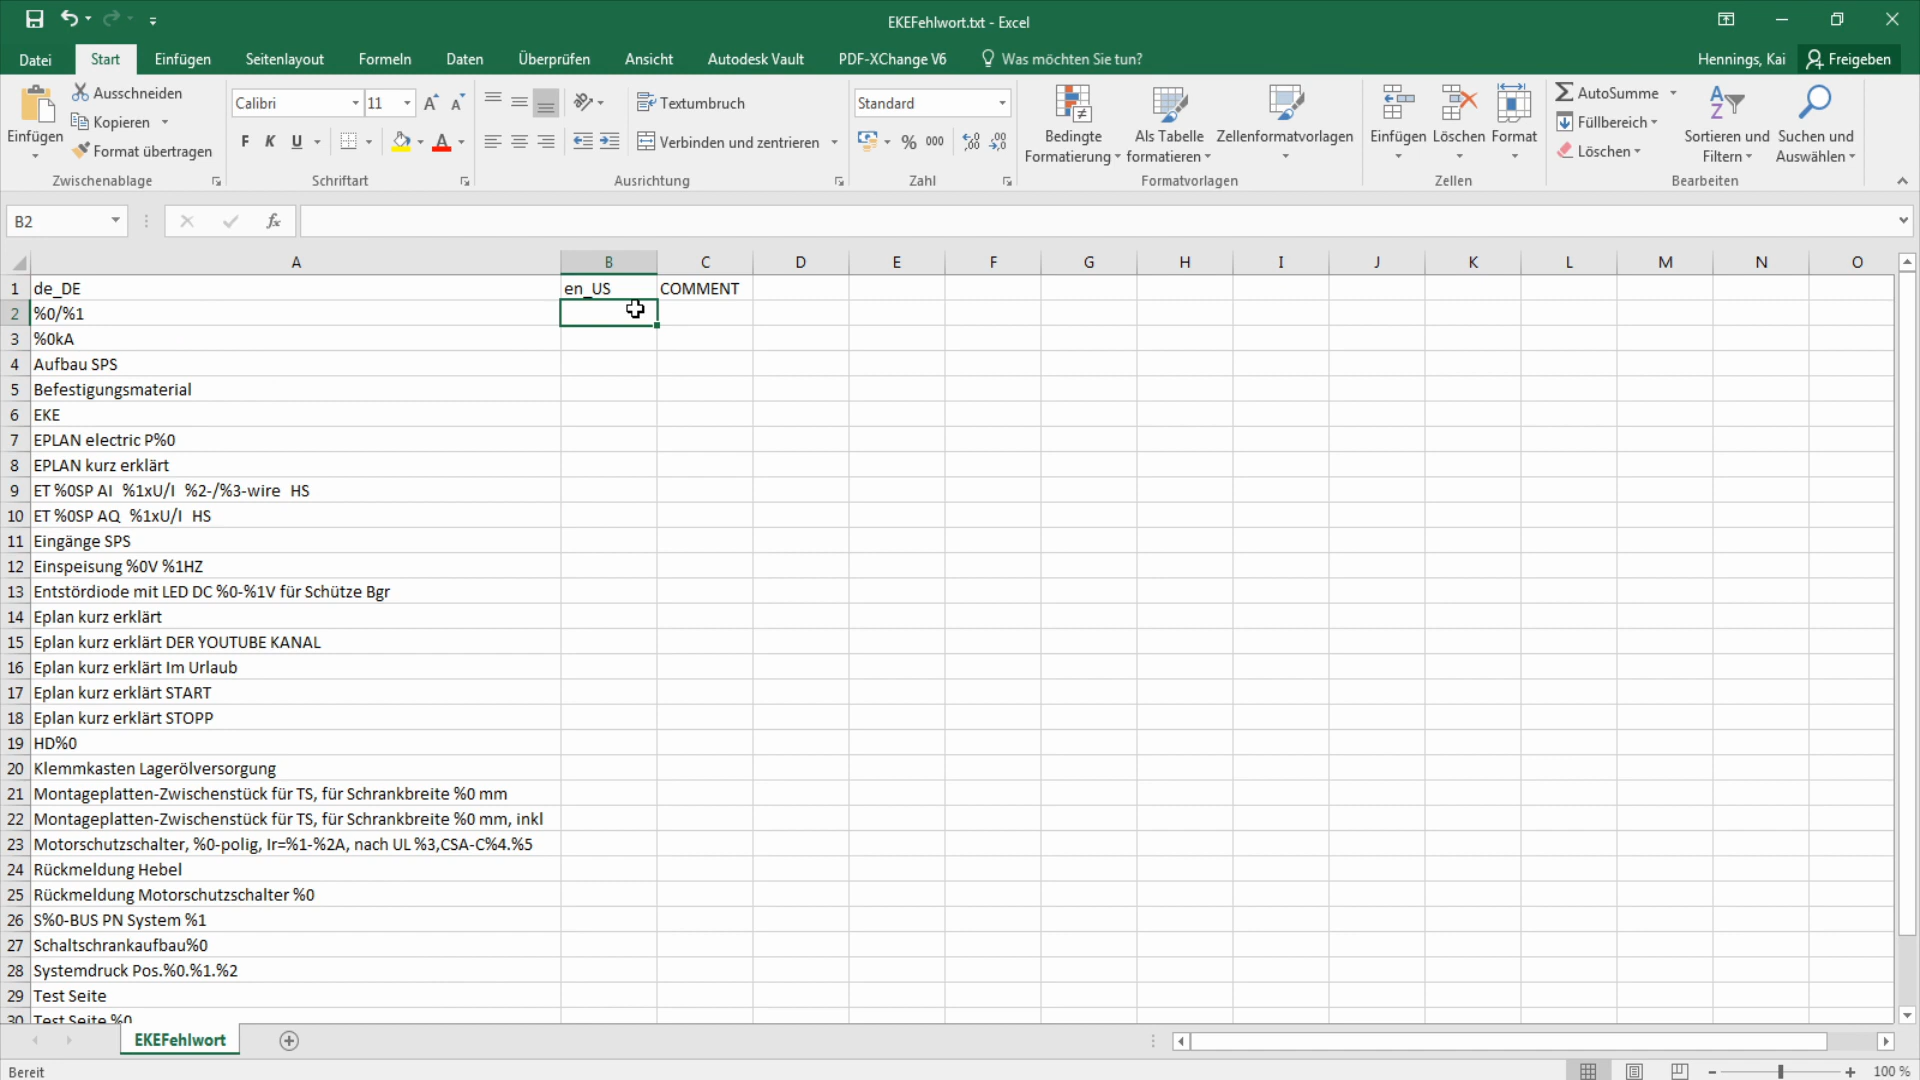 EKEFehlwort.txt - Excel
Datei Start Einfügen Seitenlayout Formeln Daten Überprüfen Ansicht Autodesk Vault PDF-XChange V6 Was möchten Sie tun? Hennings, Kai Freigeben
Einfügen
Ausschneiden
Kopieren
Format übertragen
Zwischenablage
Calibri 11
F K U
Schriftart
Textumbruch
Verbinden und zentrieren
Ausrichtung
Standard
% 000
Zahl
Bedingte Formatierung
Als Tabelle formatieren
Zellenformatvorlagen
Formatvorlagen
Einfügen Löschen Format
Zellen
AutoSumme
Füllbereich
Löschen
Sortieren und Filtern
Suchen und Auswählen
Bearbeiten
B2 fx
A B C D E F G H I J K L M N O
1 de_DE en_US COMMENT
2 %0/%1
3 %0kA
4 Aufbau SPS
5 Befestigungsmaterial
6 EKE
7 EPLAN electric P%0
8 EPLAN kurz erklärt
9 ET %0SP AI %1xU/I %2-/%3-wire HS
10 ET %0SP AQ %1xU/I HS
11 Eingänge SPS
12 Einspeisung %0V %1HZ
13 Entstördiode mit LED DC %0-%1V für Schütze Bgr
14 Eplan kurz erklärt
15 Eplan kurz erklärt DER YOUTUBE KANAL
16 Eplan kurz erklärt Im Urlaub
17 Eplan kurz erklärt START
18 Eplan kurz erklärt STOPP
19 HD%0
20 Klemmkasten Lagerölversorgung
21 Montageplatten-Zwischenstück für TS, für Schrankbreite %0 mm
22 Montageplatten-Zwischenstück für TS, für Schrankbreite %0 mm, inkl
23 Motorschutzschalter, %0-polig, Ir=%1-%2A, nach UL %3,CSA-C%4.%5
24 Rückmeldung Hebel
25 Rückmeldung Motorschutzschalter %0
26 S%0-BUS PN System %1
27 Schaltschrankaufbau%0
28 Systemdruck Pos.%0.%1.%2
29 Test Seite
30 Test Seite %0
EKEFehlwort
Bereit 100 %